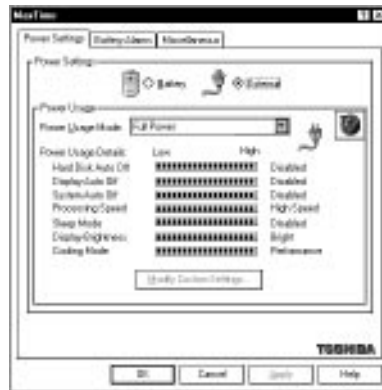 MaxTime
Power Settings Battery Alarm Miscellaneous
Power Setting
Battery External
Power Usage
Power Usage Mode: Full Power
Power Usage Details: Low High
Hard Disk Auto Off Disabled
Display Auto Off Disabled
System Auto Off Disabled
Processing Speed High Speed
Sleep Mode Disabled
Display Brightness Bright
Cooling Mode Performance
Modify Custom Settings...
TOSHIBA
OK Cancel Apply Help